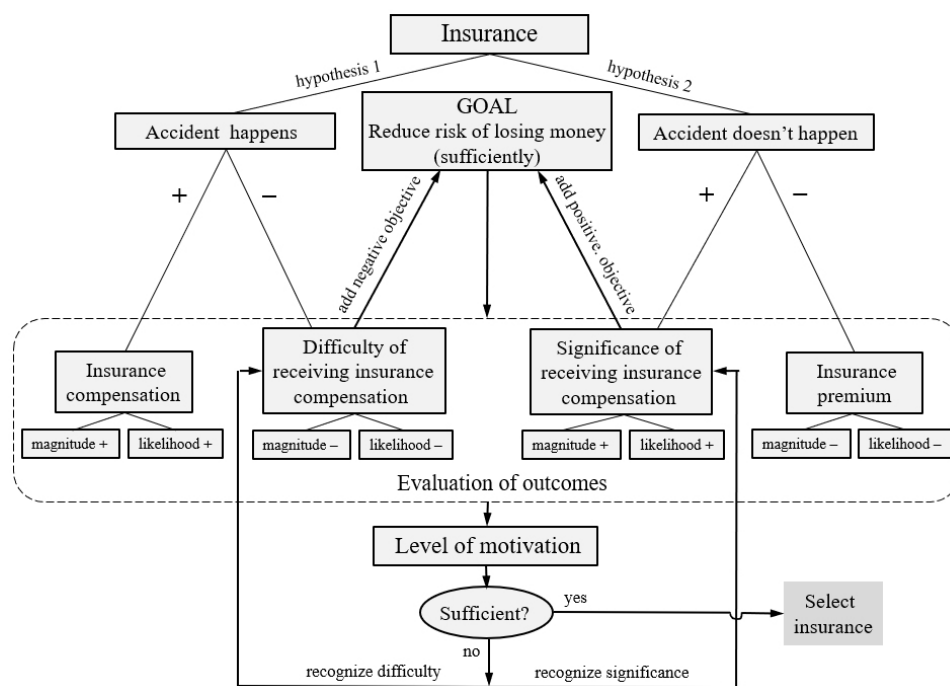 Insurance
hypothesis 1
hypothesis 2
GOAL
Reduce risk of losing money
(sufficiently)
Accident happens
Accident doesn't happen
+
−
+
−
add negative objective
add positive. objective
Insurance
compensation
Difficulty of
receiving insurance
compensation
Significance of
receiving insurance
compensation
Insurance
premium
magnitude +
likelihood +
magnitude –
likelihood –
magnitude +
likelihood +
magnitude –
likelihood –
Evaluation of outcomes
Level of motivation
Sufficient?
yes
Select
insurance
no
recognize difficulty
recognize significance